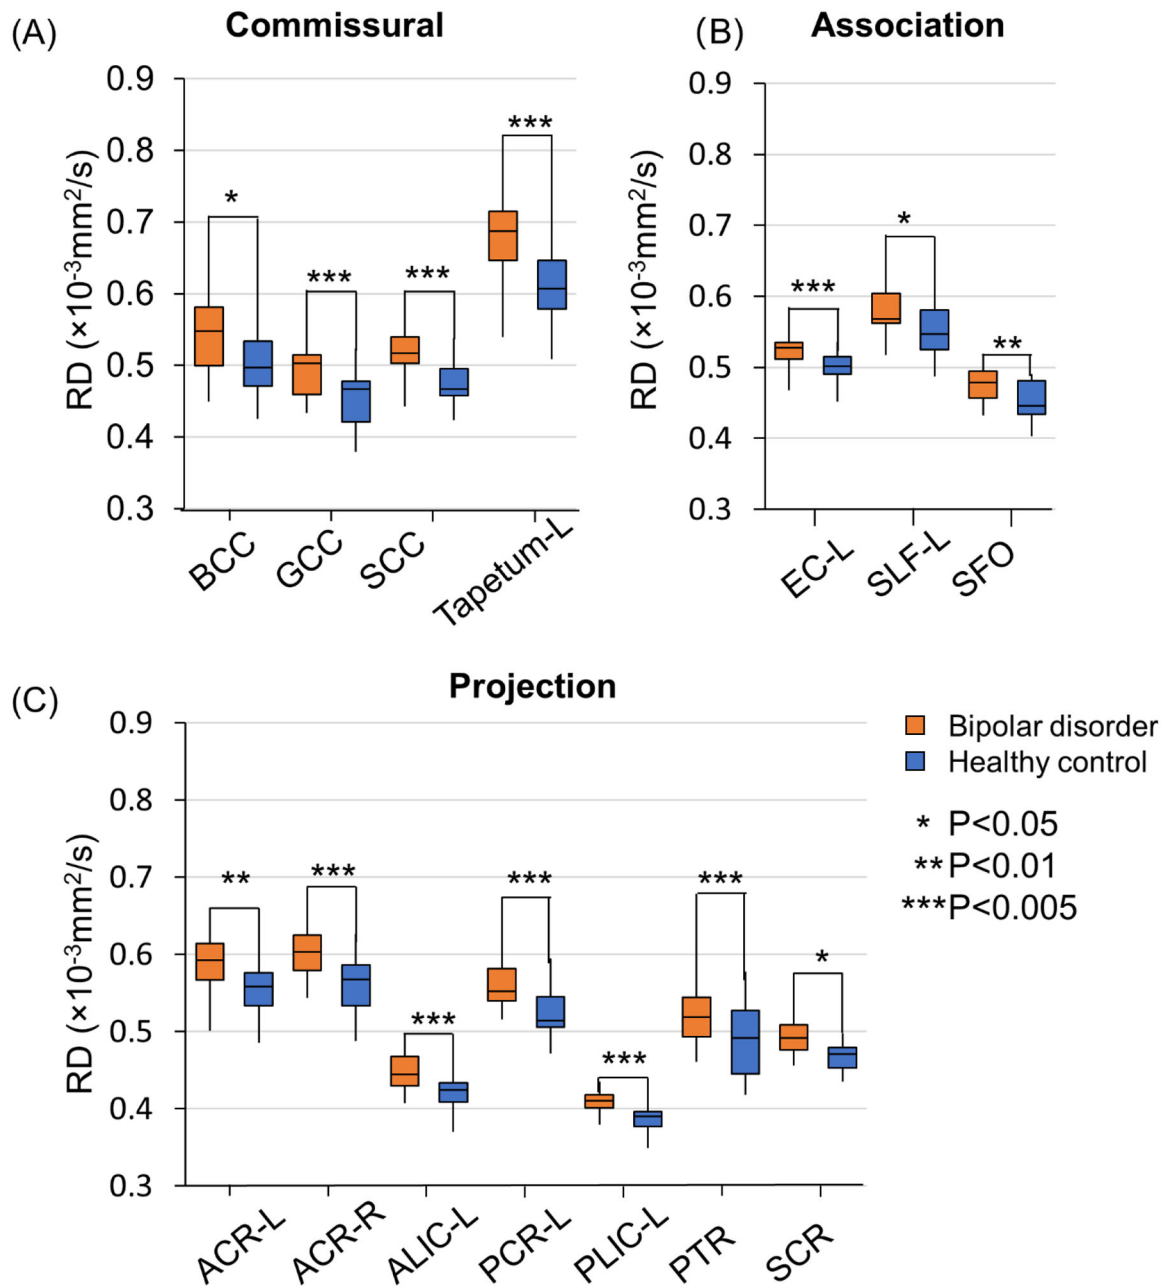 (A)
Commissural
RD (×10-3mm2/s)
0.9
0.8
0.7
0.6
0.5
0.4
0.3
*
***
***
***
BCC
GCC
SCC
Tapetum-L
(B)
Association
RD (×10-3mm2/s)
0.9
0.8
0.7
0.6
0.5
0.4
0.3
***
*
**
EC-L
SLF-L
SFO
(C)
Projection
RD (×10-3mm2/s)
0.9
0.8
0.7
0.6
0.5
0.4
0.3
**
***
***
***
***
***
*
ACR-L
ACR-R
ALIC-L
PCR-L
PLIC-L
PTR
SCR
Bipolar disorder
Healthy control
* P<0.05
** P<0.01
*** P<0.005